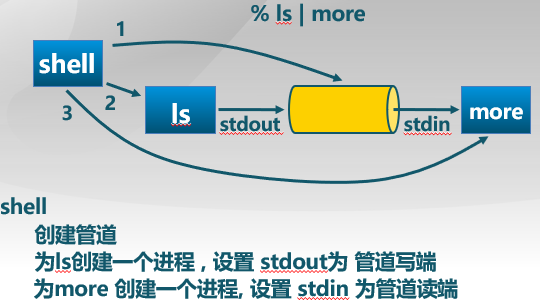 % ls | more
1
shell
2
3
ls
stdout
stdin
more
shell
创建管道
为ls创建一个进程，设置 stdout为 管道写端
为more 创建一个进程, 设置 stdin 为管道读端